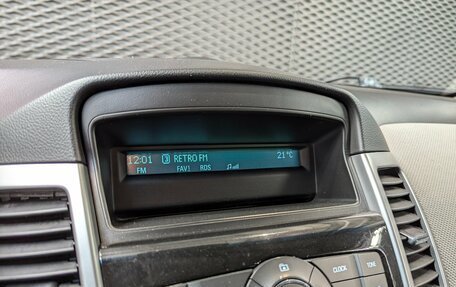 12:01 RETRO FM 21°C
FM FAV1 RDS
CLOCK TONE